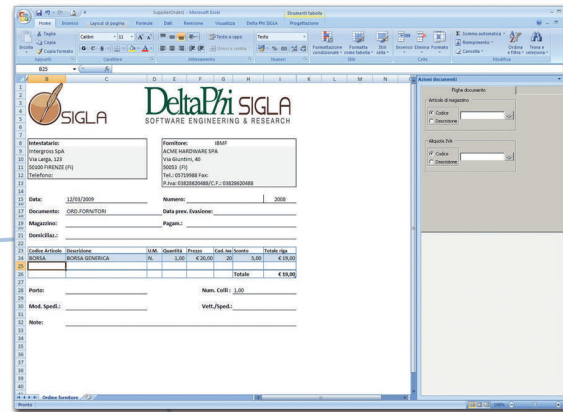 SupplierOrder1 - Microsoft Excel
Strumenti tabella
Home Inserisci Layout di pagina Formule Dati Revisione Visualizza Delta Phi SIGLA Progettazione
Taglia
Copia
Copia formato
Calibri 11
Testo a capo
Testo
Formattazione condizionale
Formatta come tabella
Stili cella
Inserisci Elimina Formato
Somma automatica
Riempimento
Cancella
Ordina e filtra
Trova e seleziona
Appunti Carattere Allineamento Numeri Stili Celle Modifica
B25
Azioni documenti
B C D E F G H I K L M N
Righe documento
Articolo di magazzino
Codice
Descrizione
Aliquota IVA
Codice
Descrizione
SIGLA
DeltaPhi SIGLA
SOFTWARE ENGINEERING & RESEARCH
Intestatario: Fornitore: IBMF
Intergross SpA ACME HARDWARE SPA
Via Larga, 123 Via Giuntini, 40
50100 FIRENZE (FI) 50053 EMPOLI (FI)
Telefono: Tel.: 05719988 Fax:
P.Iva: 03828620488/C.F.: 03828620488
Data: 12/03/2009 Numero: 2008
Documento: ORD.FORNITORI Data prev. Evasione:
Magazzino: Pagam.:
Domiciliaz.:
Codice Articolo Descrizione U.M. Quantità Prezzo Cod. Iva Sconto Totale riga
BORSA BORSA GENERICA N. 1,00 € 20,00 20 5,00 € 19,00
Totale € 19,00
Porto: Num. Colli : 1,00
Mod. Spedi.: Vett./Sped.:
Note:
Ordine fornitore
Pronto
100%